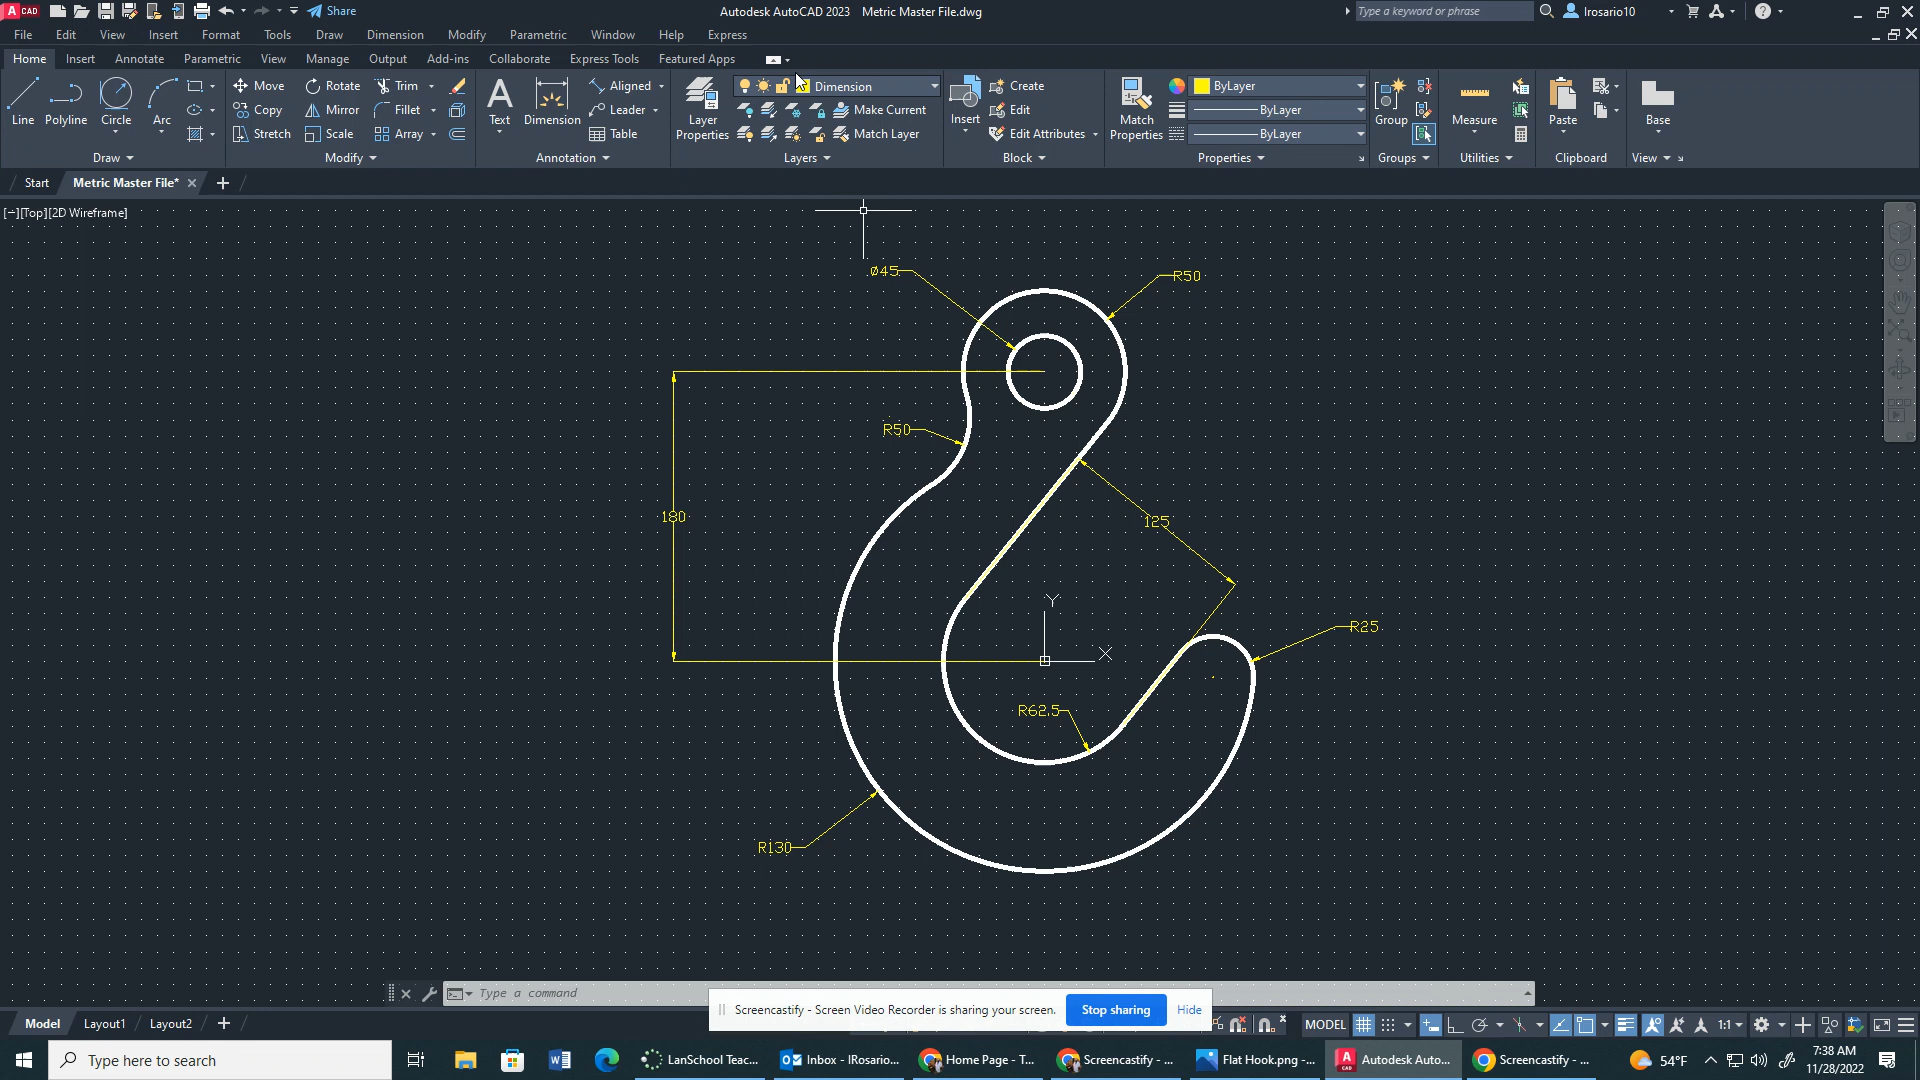 CAD
Share
Autodesk AutoCAD 2023 Metric Master File.dwg
Type a keyword or phrase
lrosario10
File Edit View Insert Format Tools Draw Dimension Modify Parametric Window Help Express
Home Insert Annotate Parametric View Manage Output Add-ins Collaborate Express Tools Featured Apps
Line Polyline Circle Arc
Move Rotate Trim
Copy Mirror Fillet
Stretch Scale Array
Text Dimension
Aligned
Leader
Table
Layer Properties
Dimension
Make Current
Match Layer
Insert
Create
Edit
Edit Attributes
Match Properties
ByLayer
ByLayer
ByLayer
Group
Measure
Paste
Base
Draw Modify Annotation Layers Block Properties Groups Utilities Clipboard View
Start Metric Master File*
[−][Top][2D Wireframe]
Ø45
R50
R50
180
125
Y
X
R25
R62.5
R130
Type a command
Screencastify - Screen Video Recorder is sharing your screen. Stop sharing Hide
Model Layout1 Layout2
MODEL
1:1
Type here to search
LanSchool Teac...
Inbox - lRosario...
Home Page - T...
Screencastify - ...
Flat Hook.png -...
CAD
Autodesk Auto...
Screencastify - ...
54°F
7:38 AM
11/28/2022